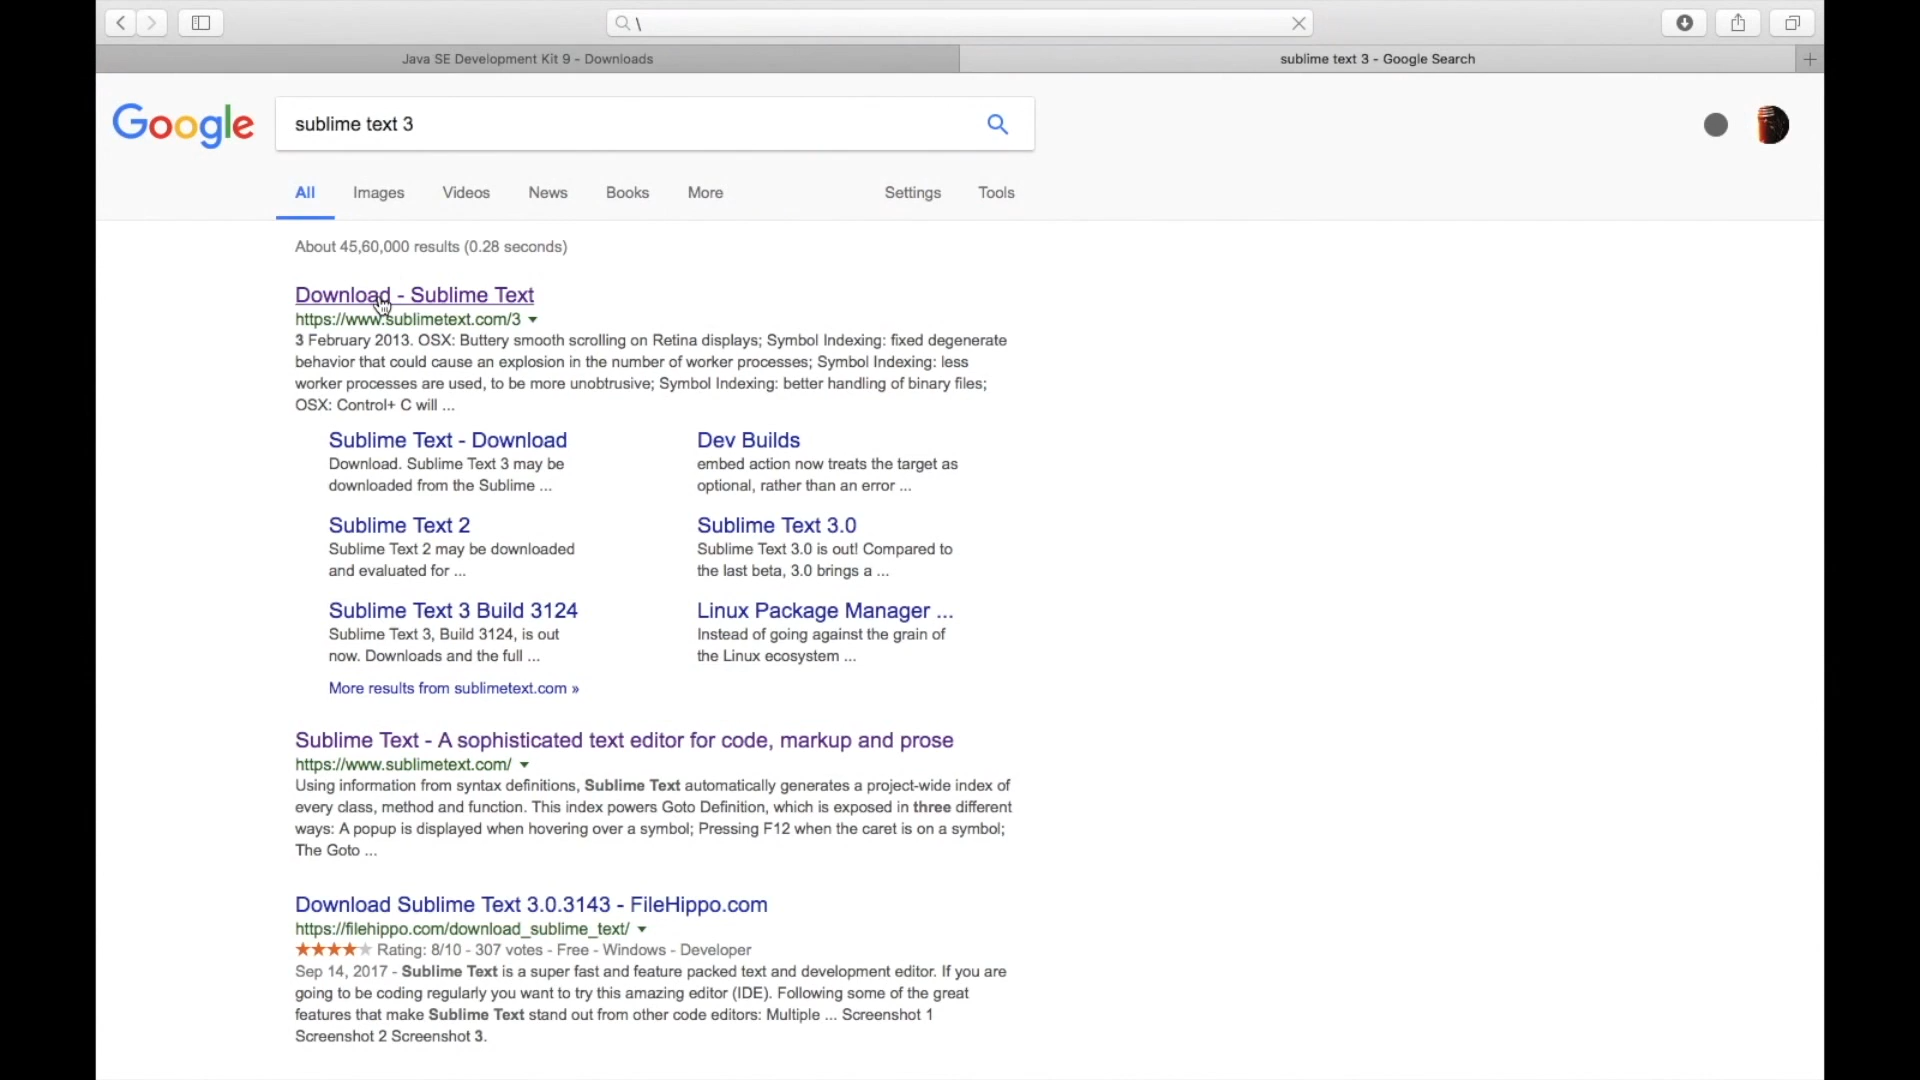 \
Java SE Development Kit 9 - Downloads
sublime text 3 - Google Search
Google
sublime text 3
All Images Videos News Books More Settings Tools
About 45,60,000 results (0.28 seconds)
Download - Sublime Text
https://www.sublimetext.com/3
3 February 2013. OSX: Buttery smooth scrolling on Retina displays; Symbol Indexing: fixed degenerate
behavior that could cause an explosion in the number of worker processes; Symbol Indexing: less
worker processes are used, to be more unobtrusive; Symbol Indexing: better handling of binary files;
OSX: Control+ C will ...
Sublime Text - Download
Download. Sublime Text 3 may be
downloaded from the Sublime ...
Dev Builds
embed action now treats the target as
optional, rather than an error ...
Sublime Text 2
Sublime Text 2 may be downloaded
and evaluated for ...
Sublime Text 3.0
Sublime Text 3.0 is out! Compared to
the last beta, 3.0 brings a ...
Sublime Text 3 Build 3124
Sublime Text 3, Build 3124, is out
now. Downloads and the full ...
Linux Package Manager ...
Instead of going against the grain of
the Linux ecosystem ...
More results from sublimetext.com »
Sublime Text - A sophisticated text editor for code, markup and prose
https://www.sublimetext.com/
Using information from syntax definitions, Sublime Text automatically generates a project-wide index of
every class, method and function. This index powers Goto Definition, which is exposed in three different
ways: A popup is displayed when hovering over a symbol; Pressing F12 when the caret is on a symbol;
The Goto ...
Download Sublime Text 3.0.3143 - FileHippo.com
https://filehippo.com/download_sublime_text/
Rating: 8/10 - 307 votes - Free - Windows - Developer
Sep 14, 2017 - Sublime Text is a super fast and feature packed text and development editor. If you are
going to be coding regularly you want to try this amazing editor (IDE). Following some of the great
features that make Sublime Text stand out from other code editors: Multiple ... Screenshot 1
Screenshot 2 Screenshot 3.